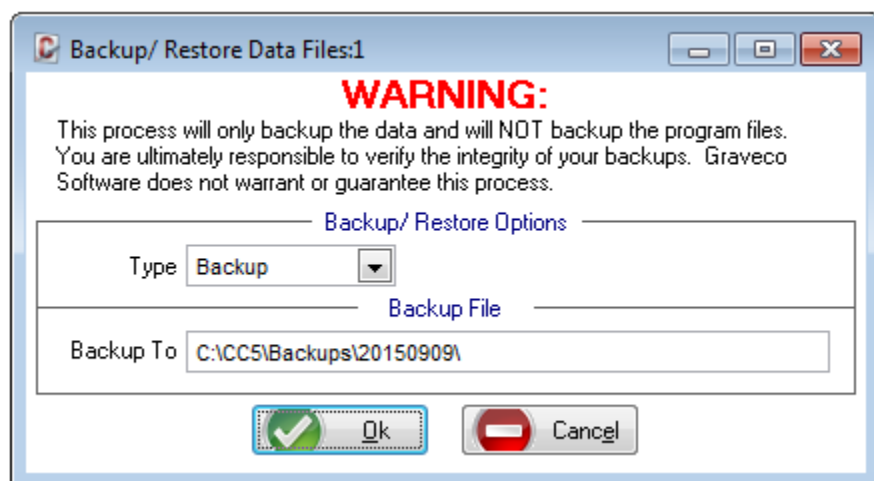 Backup/ Restore Data Files:1
WARNING:
This process will only backup the data and will NOT backup the program files.
You are ultimately responsible to verify the integrity of your backups.  Graveco
Software does not warrant or guarantee this process.
Backup/ Restore Options
Type Backup
Backup File
Backup To C:\CC5\Backups\20150909\
Ok Cancel